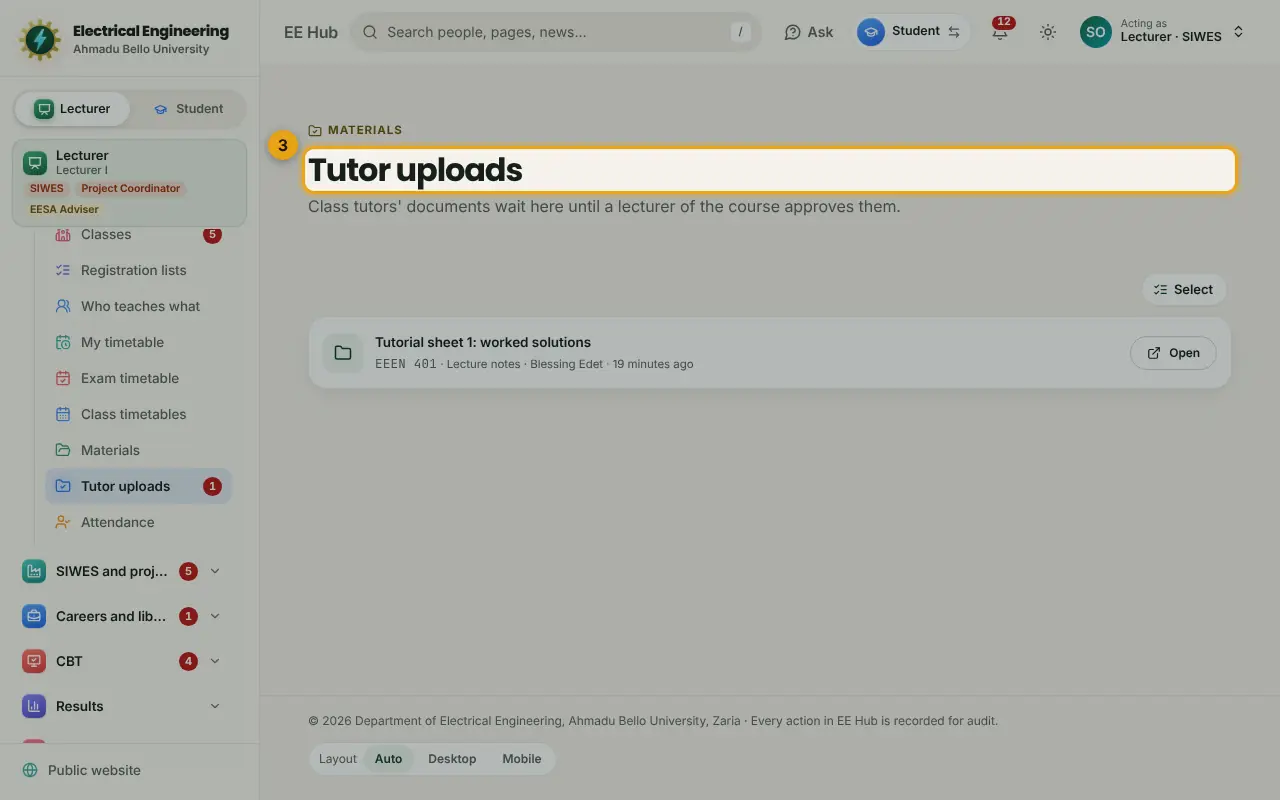 Electrical Engineering
Ahmadu Bello University
EE Hub
Search people, pages, news...
/
Ask
Student
12
SO
Acting as
Lecturer · SIWES
Lecturer
Student
Lecturer
Lecturer I
SIWES
Project Coordinator
EESA Adviser
Classes
5
Registration lists
Who teaches what
My timetable
Exam timetable
Class timetables
Materials
Tutor uploads
1
Attendance
SIWES and proj...
5
Careers and lib...
1
CBT
4
Results
Public website
3
MATERIALS
Tutor uploads
Class tutors' documents wait here until a lecturer of the course approves them.
Select
Tutorial sheet 1: worked solutions
EEEN 401 · Lecture notes · Blessing Edet · 19 minutes ago
Open
© 2026 Department of Electrical Engineering, Ahmadu Bello University, Zaria · Every action in EE Hub is recorded for audit.
Layout
Auto
Desktop
Mobile